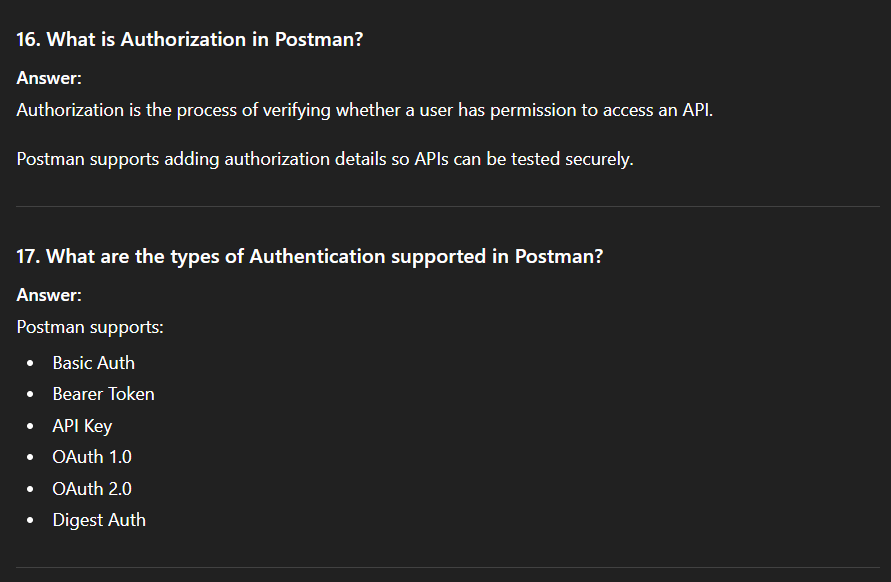 16. What is Authorization in Postman?
Answer:
Authorization is the process of verifying whether a user has permission to access an API.
Postman supports adding authorization details so APIs can be tested securely.
17. What are the types of Authentication supported in Postman?
Answer:
Postman supports:
• Basic Auth
• Bearer Token
• API Key
• OAuth 1.0
• OAuth 2.0
• Digest Auth